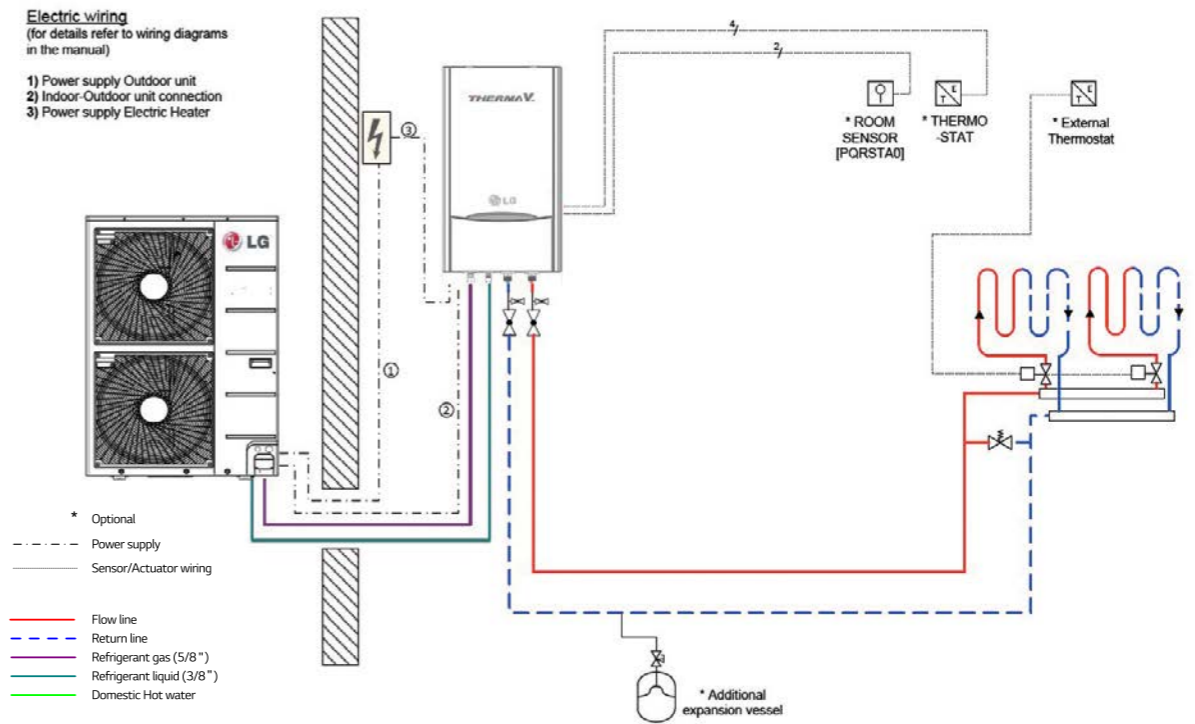 Electric wiring
(for details refer to wiring diagrams
in the manual)
1) Power supply Outdoor unit
2) Indoor-Outdoor unit connection
3) Power supply Electric Heater
4
2
THERMA V.
LG
③
* ROOM
SENSOR
[PQRSTA0]
T E
* THERMO
-STAT
T E
* External
Thermostat
LG
①
②
* Optional
Power supply
Sensor/Actuator wiring
Flow line
Return line
Refrigerant gas (5/8")
Refrigerant liquid (3/8")
Domestic Hot water
* Additional
expansion vessel